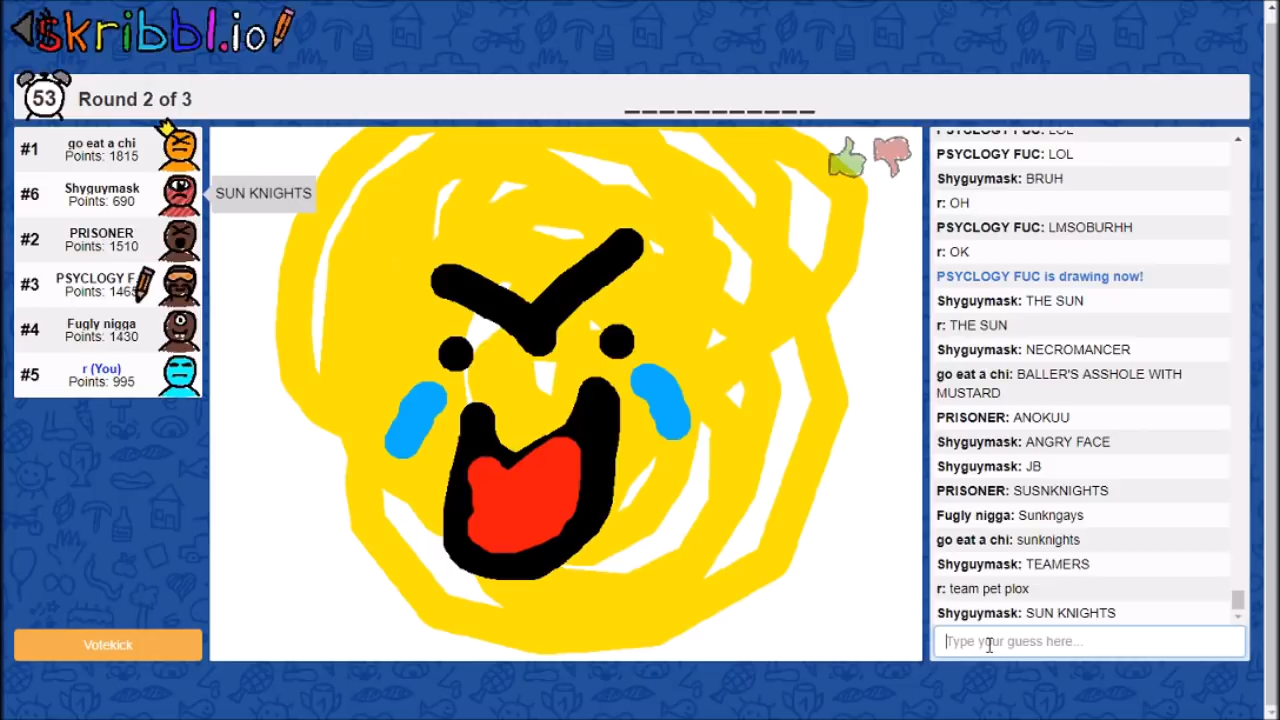 skribbl.io
53
Round 2 of 3
___________
#1
go eat a chi
Points: 1815
#6
Shyguymask
Points: 690
SUN KNIGHTS
#2
PRISONER
Points: 1510
#3
PSYCLOGY F
Points: 1465
#4
Fugly nigga
Points: 1430
#5
r (You)
Points: 995
Votekick
PSYCLOGY FUC: LOL
PSYCLOGY FUC: LOL
Shyguymask: BRUH
r: OH
PSYCLOGY FUC: LMSOBURHH
r: OK
PSYCLOGY FUC is drawing now!
Shyguymask: THE SUN
r: THE SUN
Shyguymask: NECROMANCER
go eat a chi: BALLER'S ASSHOLE WITH
MUSTARD
PRISONER: ANOKUU
Shyguymask: ANGRY FACE
Shyguymask: JB
PRISONER: SUSNKNIGHTS
Fugly nigga: Sunkngays
go eat a chi: sunknights
Shyguymask: TEAMERS
r: team pet plox
Shyguymask: SUN KNIGHTS
Type your guess here...